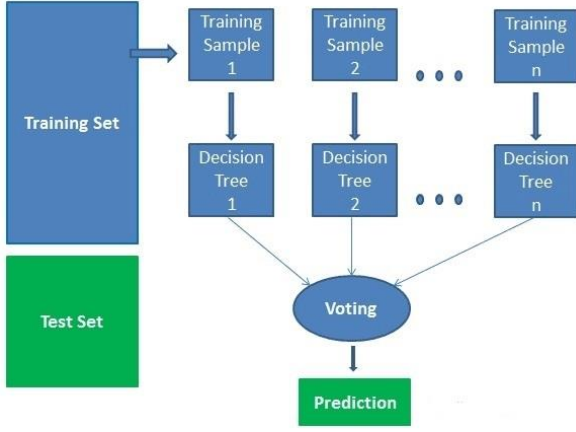 Training Set
Training
Sample
1
Training
Sample
2
Training
Sample
n
Decision
Tree
1
Decision
Tree
2
Decision
Tree
n
Test Set
Voting
Prediction